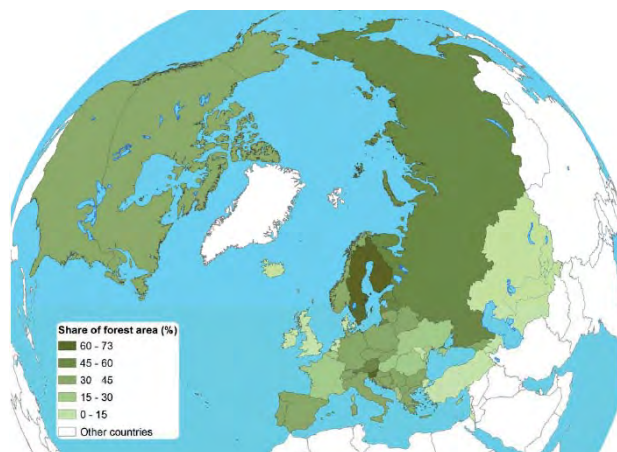 Share of forest area (%)
60 - 73
45 - 60
30 45
15 - 30
0 - 15
Other countries